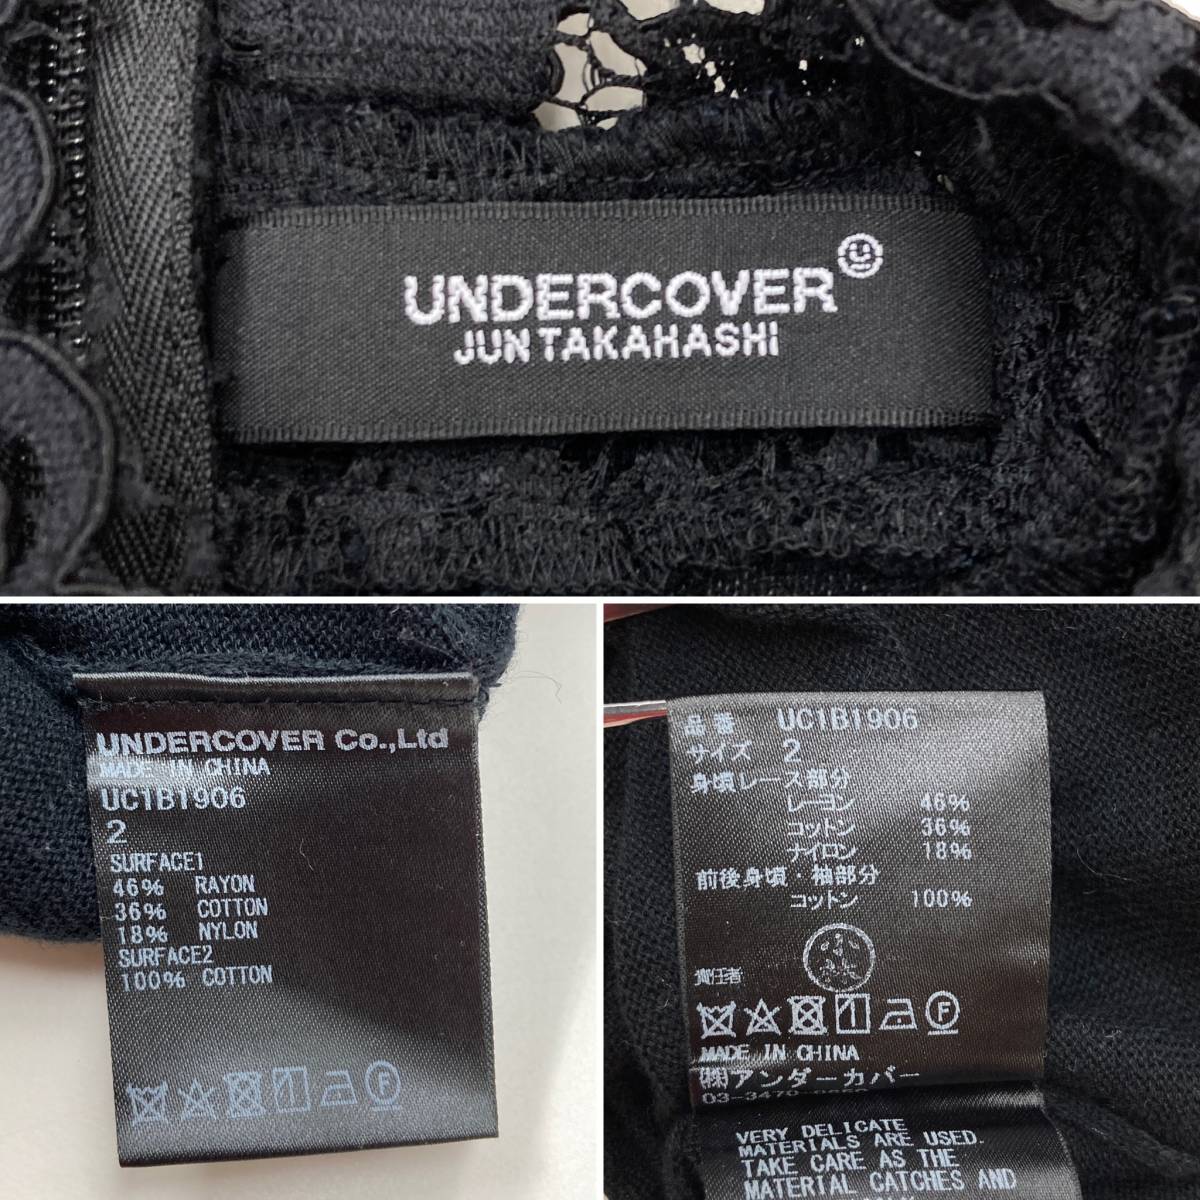 UNDERCOVER
JUN TAKAHASHI
UNDERCOVER Co.,Ltd
MADE IN CHINA
UC1B1906
2
SURFACE1
46% RAYON
36% COTTON
18% NYLON
SURFACE2
100% COTTON
F
品番 UC1B1906
サイズ 2
身頃レース部分
レーヨン 46%
コットン 36%
ナイロン 18%
前後身頃・袖部分
コットン 100%
責任者
F
MADE IN CHINA
㈱アンダーカバー
03-3470-
VERY DELICATE
MATERIALS ARE USED.
TAKE CARE AS THE
MATERIAL CATCHES AND